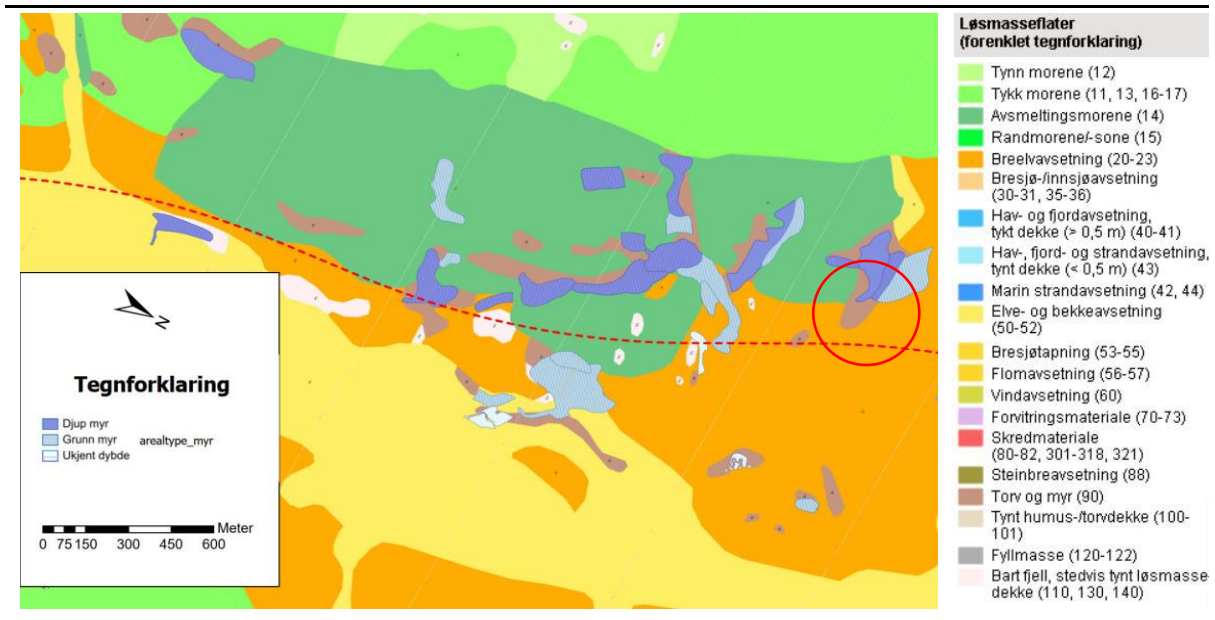 Løsmasseflater
(forenklet tegnforklaring)
Tynn morene (12)
Tykk morene (11, 13, 16-17)
Avsmeltingsmorene (14)
Randmorene/-sone (15)
Breelvavsetning (20-23)
Bresjø-/innsjøavsetning
(30-31, 35-36)
Hav- og fjordavsetning,
tykt dekke (> 0,5 m) (40-41)
Hav-, fjord- og strandavsetning,
tynt dekke (< 0,5 m) (43)
Marin strandavsetning (42, 44)
Elve- og bekkeavsetning
(50-52)
Bresjøtapning (53-55)
Flomavsetning (56-57)
Vindavsetning (60)
Forvitringsmateriale (70-73)
Skredmateriale
(80-82, 301-318, 321)
Steinbreavsetning (88)
Torv og myr (90)
Tynt humus-/torvdekke (100-
101)
Fyllmasse (120-122)
Bart fjell, stedvis tynt løsmasse-
dekke (110, 130, 140)
N
Tegnforklaring
Djup myr
Grunn myr arealtype_myr
Ukjent dybde
Meter
0 75 150 300 450 600